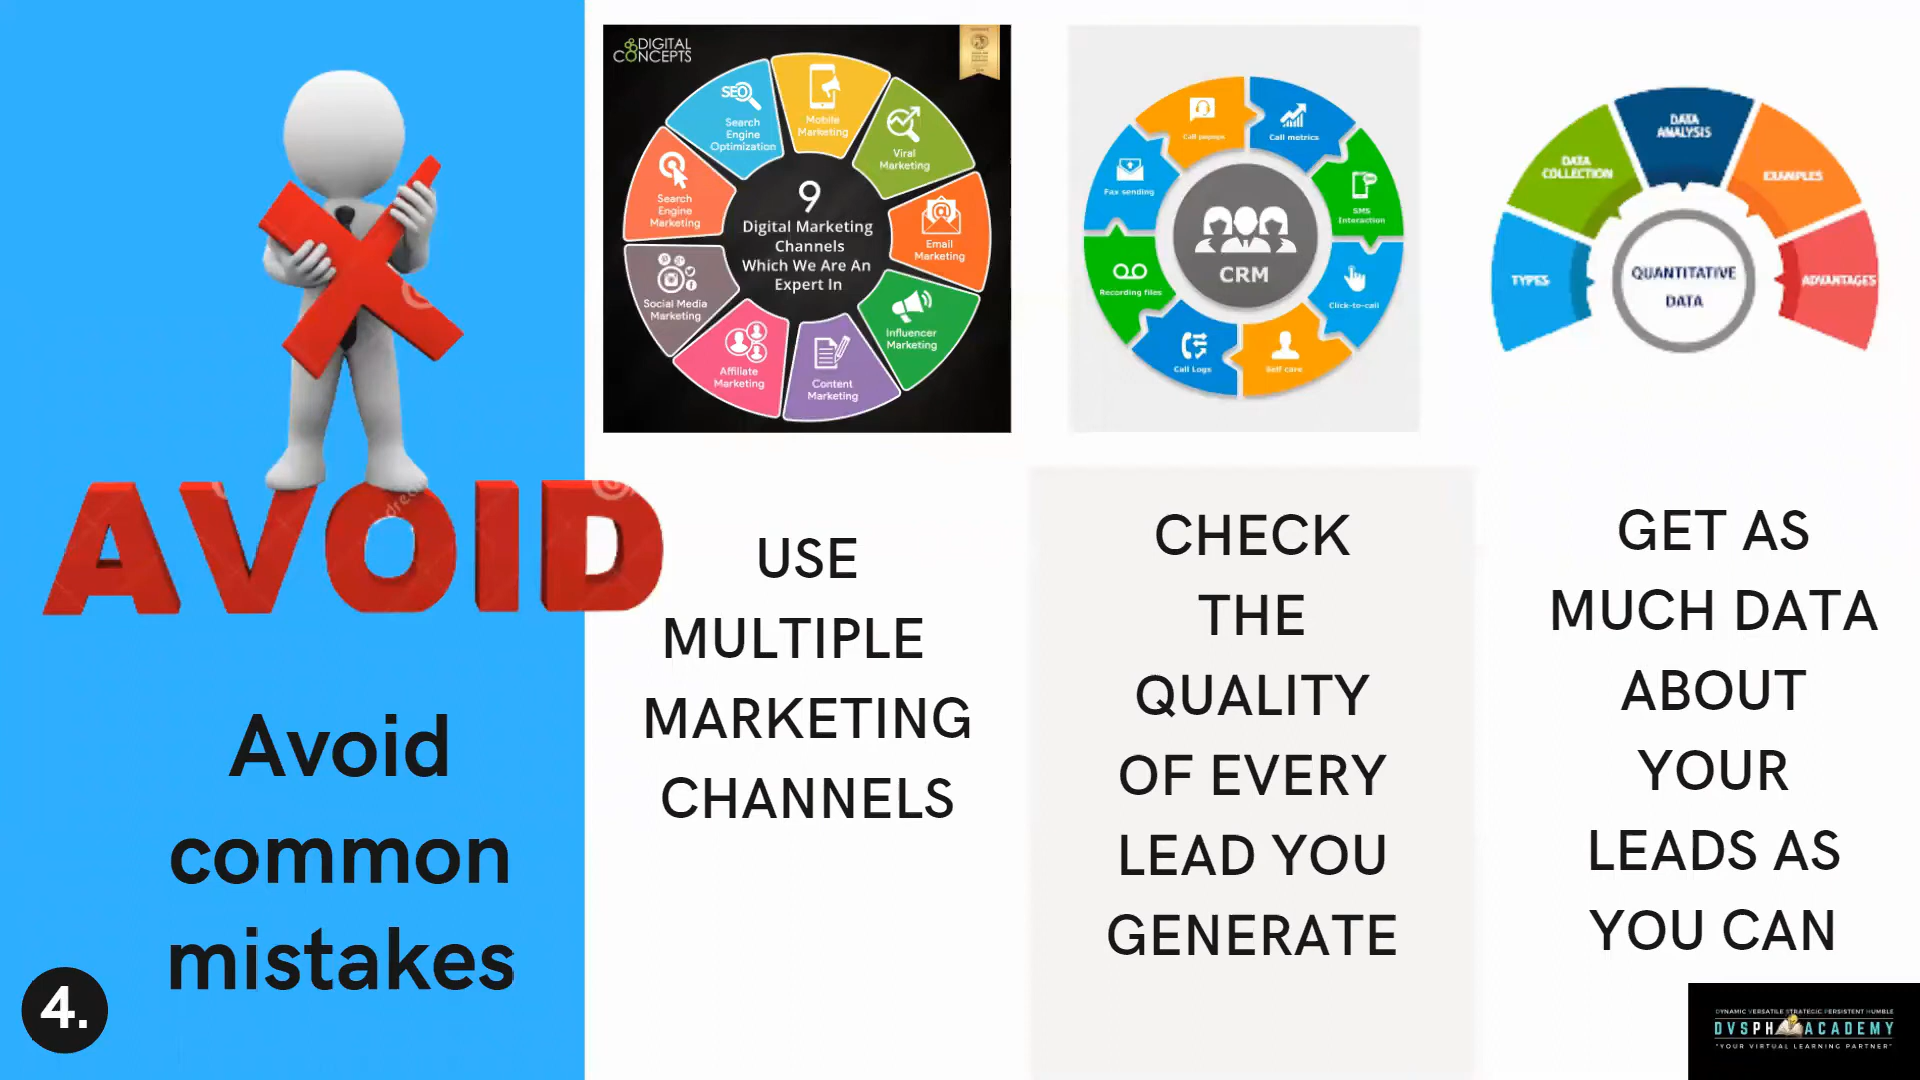 AVOID
Avoid
common
mistakes
4.
DIGITAL
CONCEPTS
SEO
Search
Engine
Optimization
Mobile
Marketing
Viral
Marketing
Email
Marketing
Influencer
Marketing
Content
Marketing
Affiliate
Marketing
Social Media
Marketing
Search
Engine
Marketing
9
Digital Marketing
Channels
Which We Are An
Expert In
USE
MULTIPLE
MARKETING
CHANNELS
Call popups
Call metrics
SMS
Interaction
Click-to-call
Self care
Call Logs
Recording files
Fax sending
CRM
CHECK
THE
QUALITY
OF EVERY
LEAD YOU
GENERATE
TYPES
DATA
COLLECTION
DATA
ANALYSIS
EXAMPLES
ADVANTAGES
QUANTITATIVE
DATA
GET AS
MUCH DATA
ABOUT
YOUR
LEADS AS
YOU CAN
DYNAMIC VERSATILE STRATEGIC PERSISTENT HUMBLE
DVSPH ACADEMY
"YOUR VIRTUAL LEARNING PARTNER"